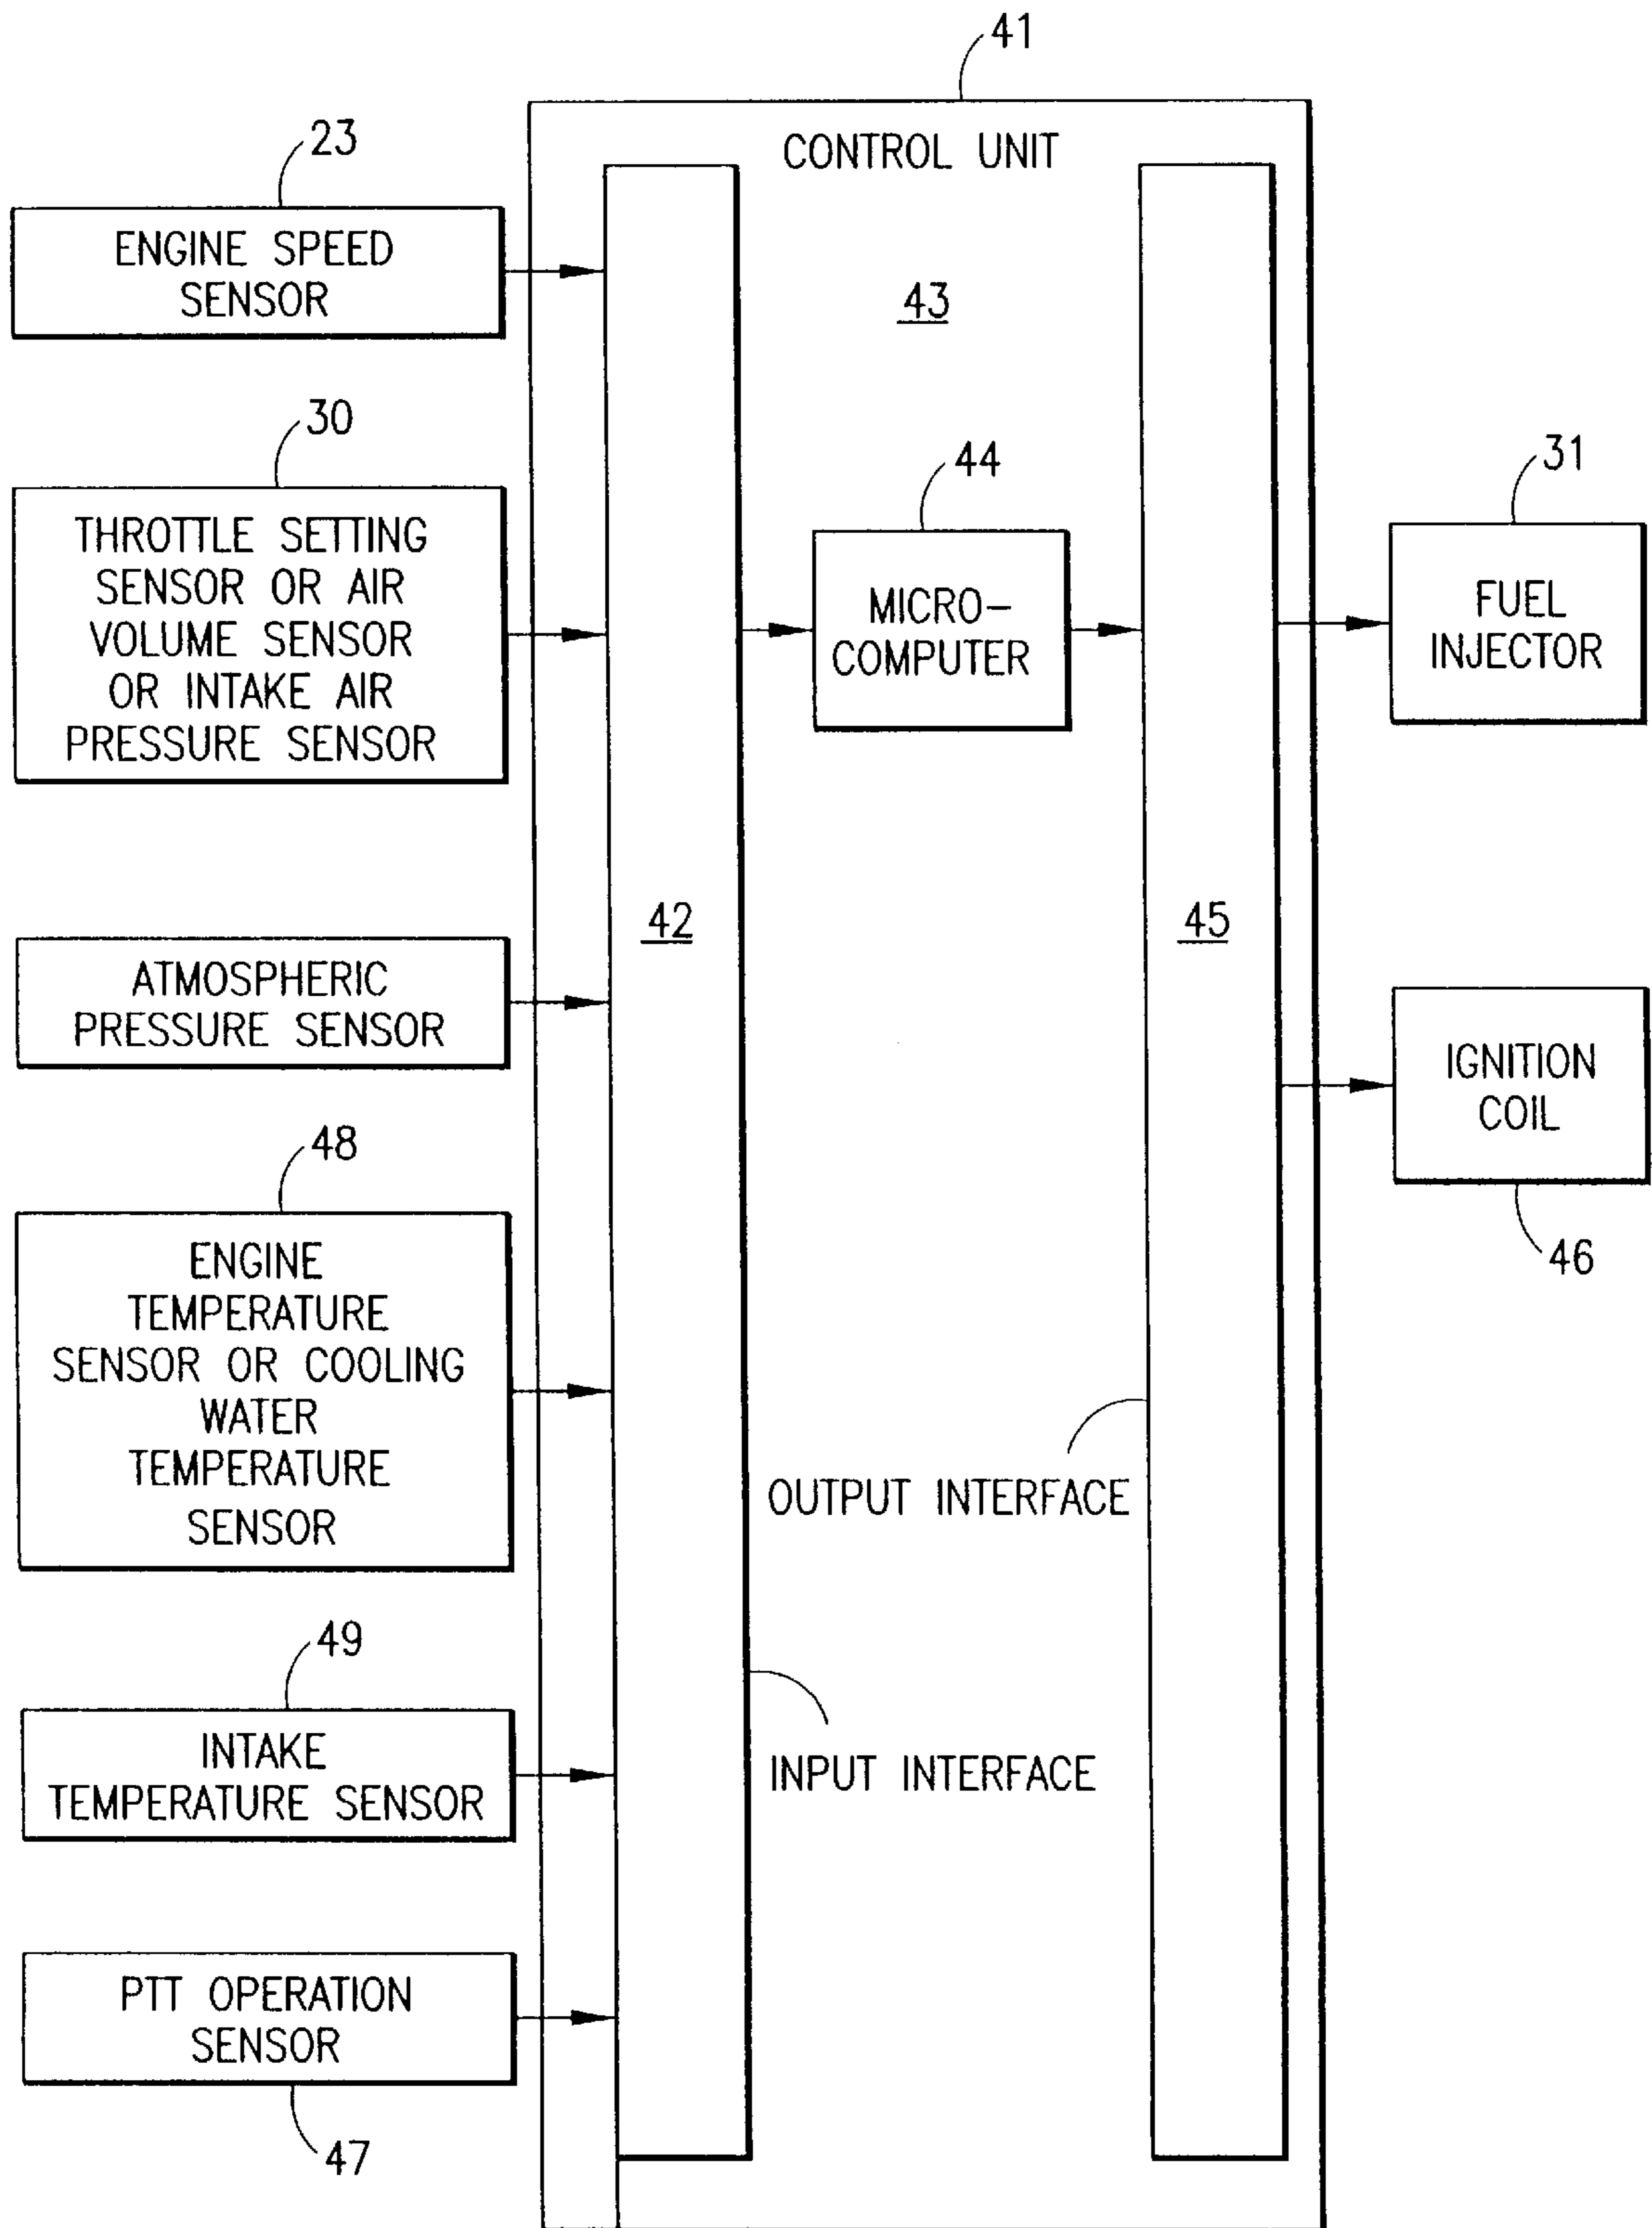 41
CONTROL UNIT
23
ENGINE SPEED
SENSOR
43
30
THROTTLE SETTING
SENSOR OR AIR
VOLUME SENSOR
OR INTAKE AIR
PRESSURE SENSOR
44
MICRO-
COMPUTER
31
FUEL
INJECTOR
42
45
ATMOSPHERIC
PRESSURE SENSOR
IGNITION
COIL
46
48
ENGINE
TEMPERATURE
SENSOR OR COOLING
WATER
TEMPERATURE
SENSOR
OUTPUT INTERFACE
49
INTAKE
TEMPERATURE SENSOR
INPUT INTERFACE
PTT OPERATION
SENSOR
47